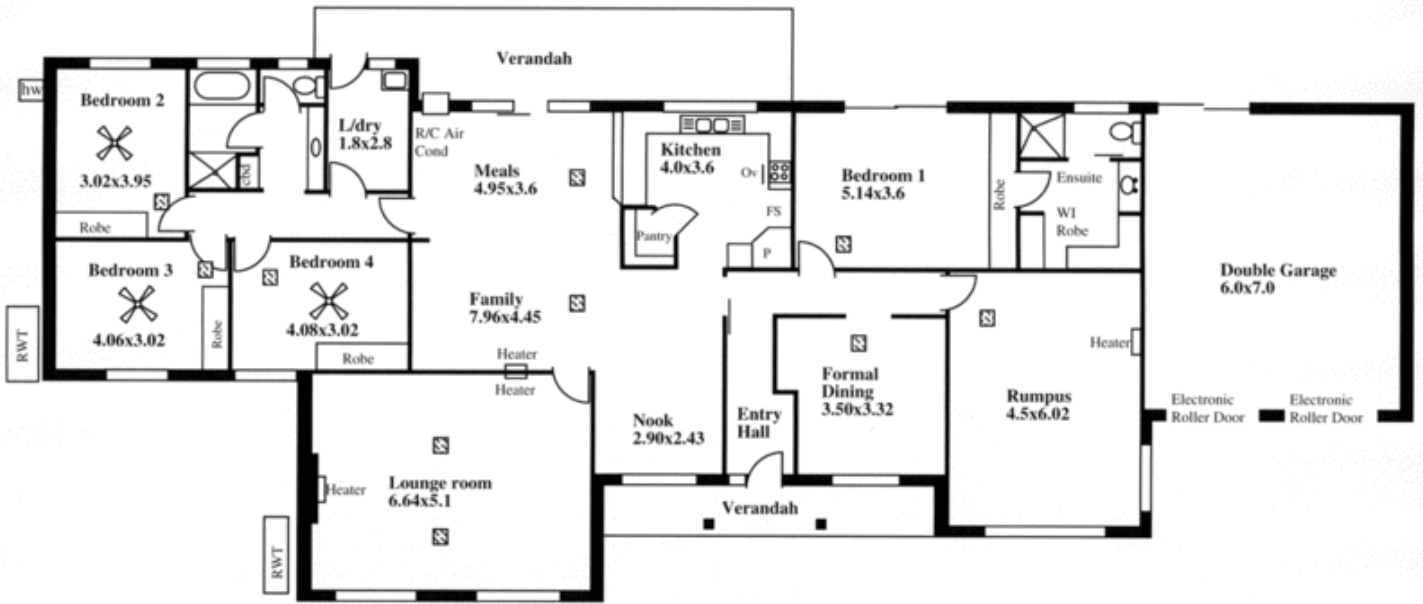 Verandah
hw
Bedroom 2
3.02x3.95
Robe
cbd
L/dry
1.8x2.8
R/C Air
Cond
Meals
4.95x3.6
Kitchen
4.0x3.6
Ov
FS
Pantry
P
Bedroom 1
5.14x3.6
Robe
Ensuite
WI
Robe
Double Garage
6.0x7.0
Electronic
Roller Door
Electronic
Roller Door
Bedroom 3
4.06x3.02
Robe
Bedroom 4
4.08x3.02
Robe
RWT
Family
7.96x4.45
Heater
Heater
Nook
2.90x2.43
Entry
Hall
Formal
Dining
3.50x3.32
Rumpus
4.5x6.02
Heater
Lounge room
6.64x5.1
Heater
RWT
Verandah